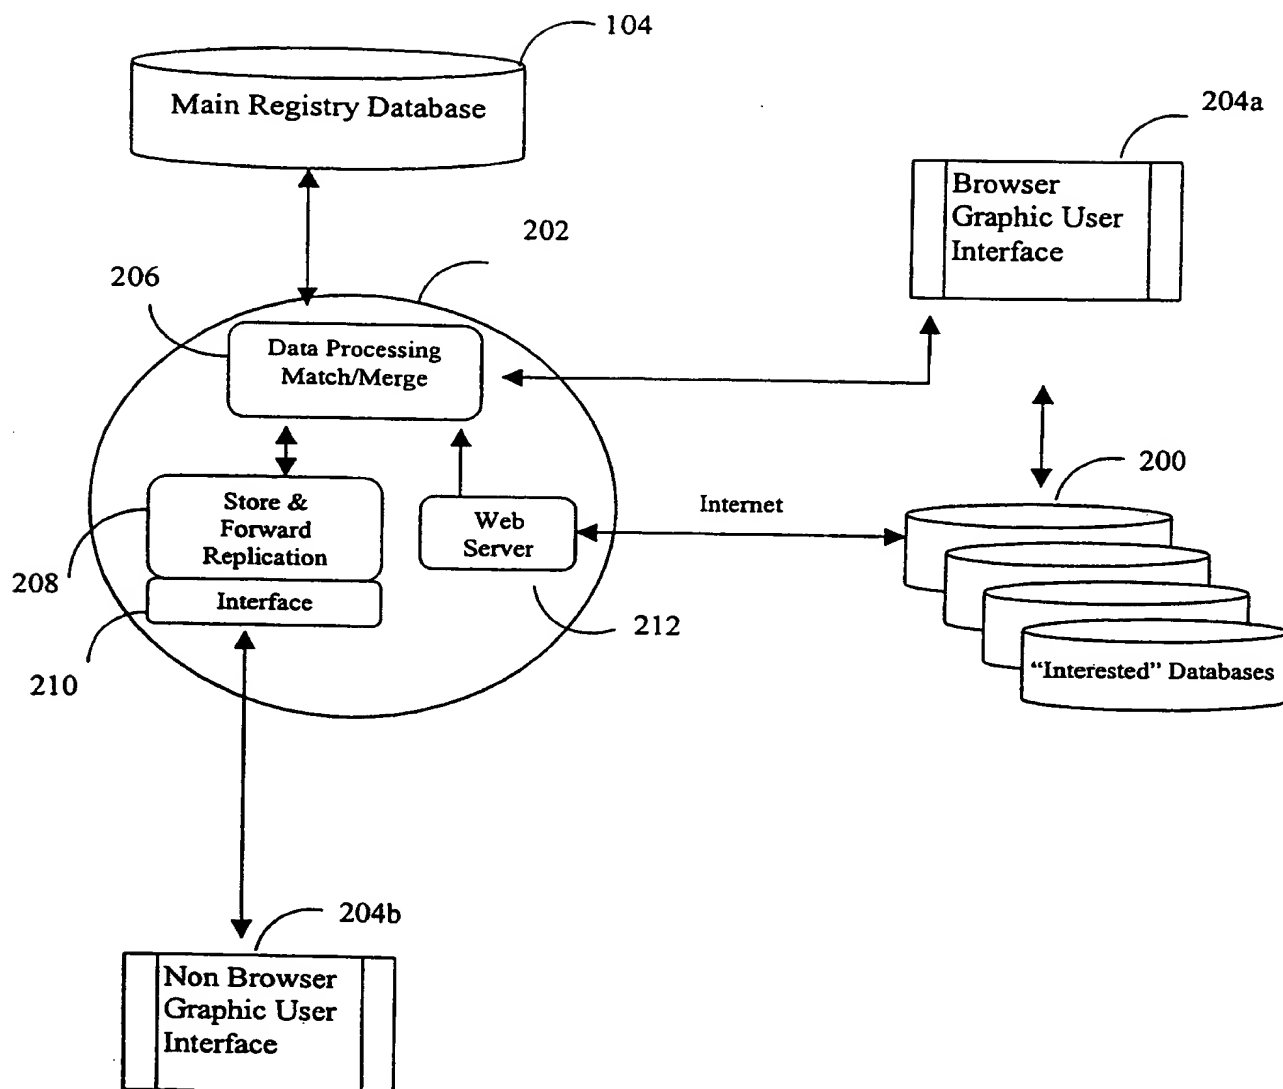 104
Main Registry Database
204a
Browser
Graphic User
Interface
202
206
Data Processing
Match/Merge
200
Store &
Forward
Replication
Web
Server
Internet
208
Interface
212
"Interested" Databases
210
204b
Non Browser
Graphic User
Interface